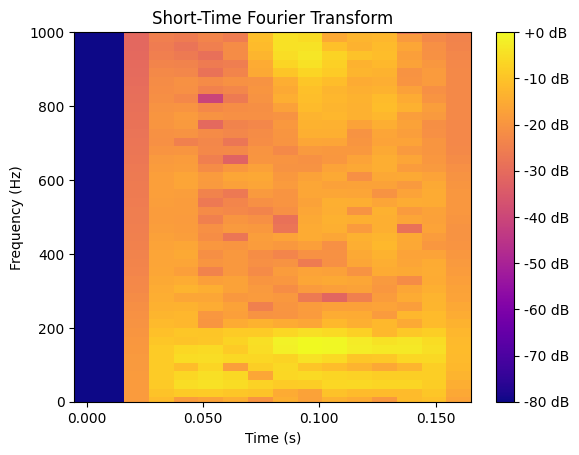 Short-Time Fourier Transform
1000
800
600
400
200
0
Frequency (Hz)
0.000
0.050
0.100
0.150
Time (s)
+0 dB
-10 dB
-20 dB
-30 dB
-40 dB
-50 dB
-60 dB
-70 dB
-80 dB